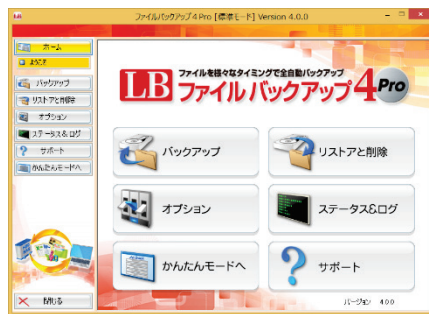 LB
ファイルバックアップ4 Pro [標準モード] Version 4.0.0
ホーム
ようこそ
バックアップ
リストアと削除
オプション
ステータス&ログ
サポート
かんたんモードへ
閉じる
ファイルを様々なタイミングで全自動バックアップ
LB ファイルバックアップ4 Pro
バックアップ
リストアと削除
オプション
ステータス&ログ
かんたんモードへ
サポート
バージョン 4.0.0